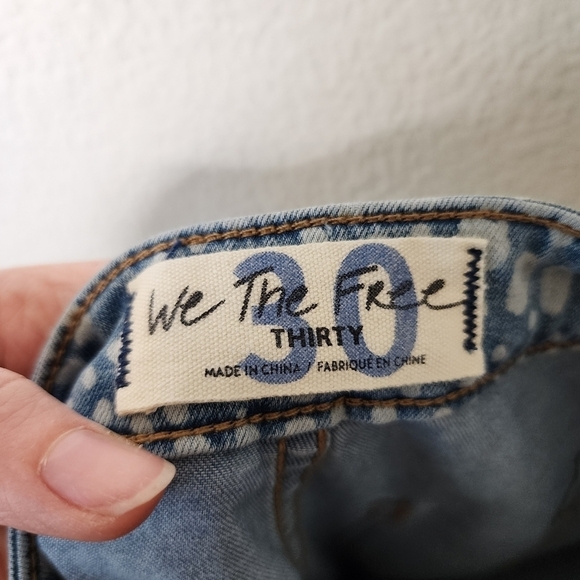 We The Free
30
THIRTY
MADE IN CHINA / FABRIQUÉ EN CHINE